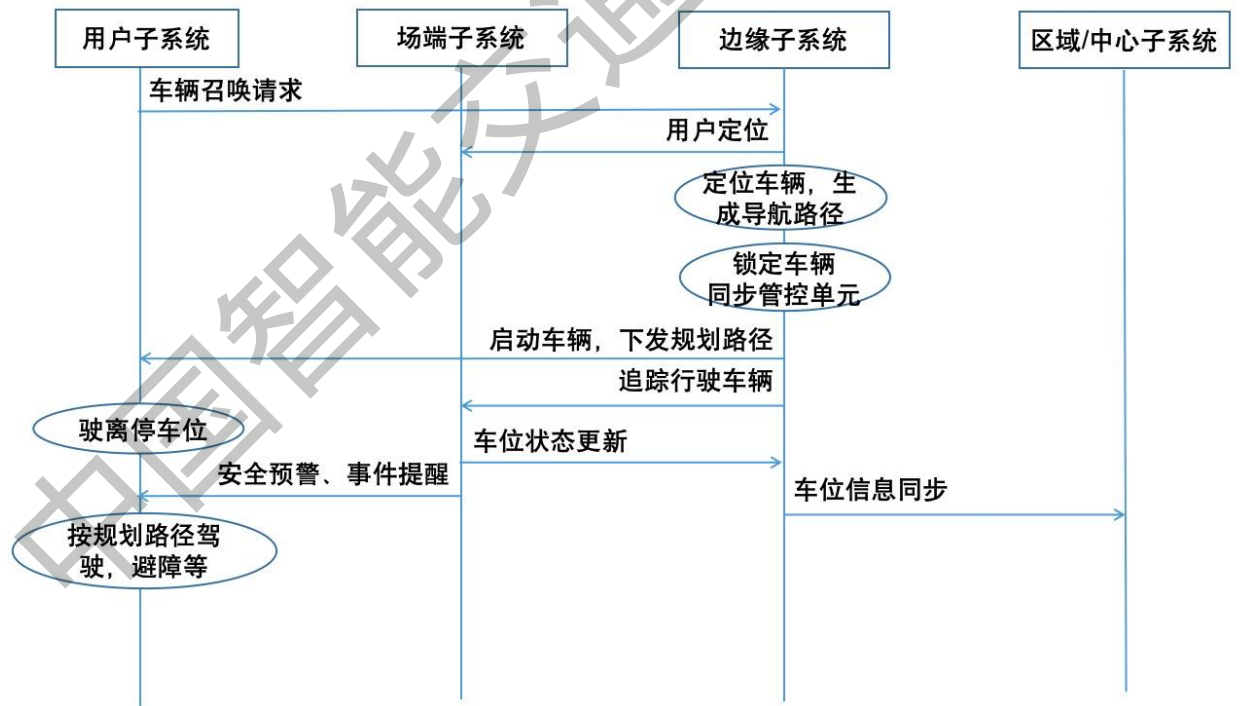 用户子系统
场端子系统
边缘子系统
区域/中心子系统
车辆召唤请求
用户定位
定位车辆，生
成导航路径
锁定车辆
同步管控单元
启动车辆，下发规划路径
追踪行驶车辆
驶离停车位
车位状态更新
安全预警、事件提醒
车位信息同步
按规划路径驾
驶，避障等
中国智能交通